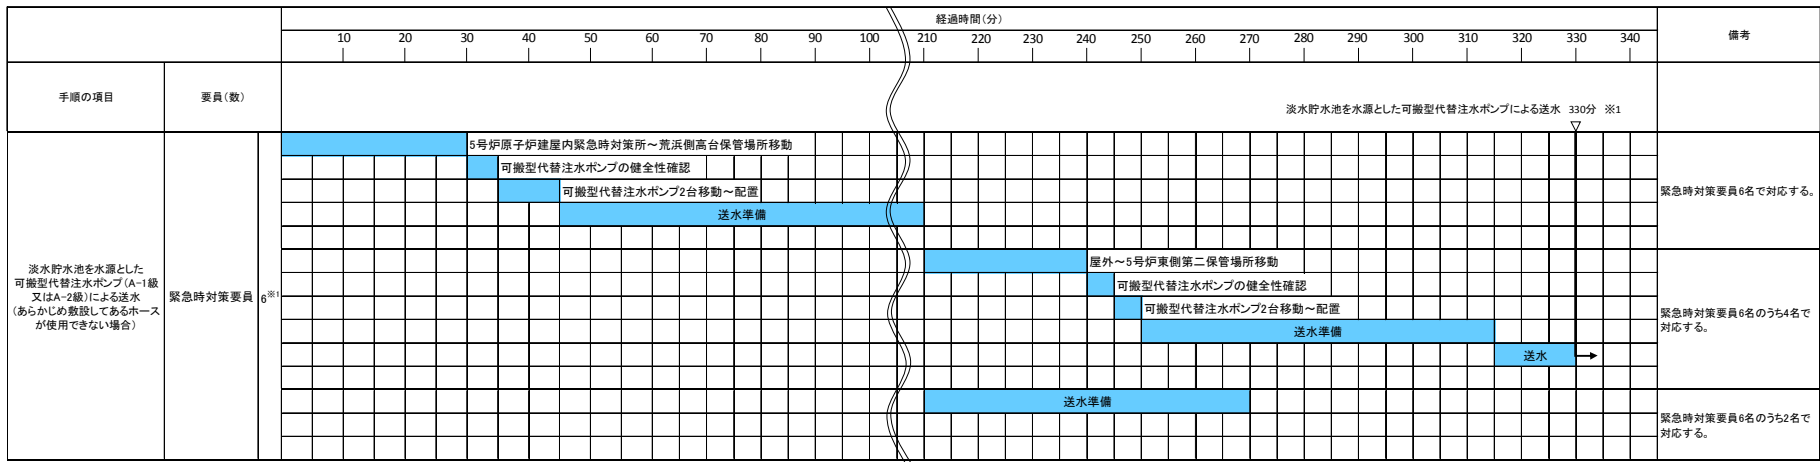 経過時間(分)
備考
10 20 30 40 50 60 70 80 90 100 210 220 230 240 250 260 270 280 290 300 310 320 330 340
手順の項目
要員(数)
淡水貯水池を水源とした可搬型代替注水ポンプによる送水 330分 ※1
5号炉原子炉建屋内緊急時対策所～荒浜側高台保管場所移動
可搬型代替注水ポンプの健全性確認
可搬型代替注水ポンプ2台移動～配置
送水準備
緊急時対策要員6名で対応する。
淡水貯水池を水源とした
可搬型代替注水ポンプ(A-1級
又はA-2級)による送水
(あらかじめ敷設してあるホース
が使用できない場合)
緊急時対策要員
6※1
屋外～5号炉東側第二保管場所移動
可搬型代替注水ポンプの健全性確認
可搬型代替注水ポンプ2台移動～配置
送水準備
送水
緊急時対策要員6名のうち4名で
対応する。
送水準備
緊急時対策要員6名のうち2名で
対応する。